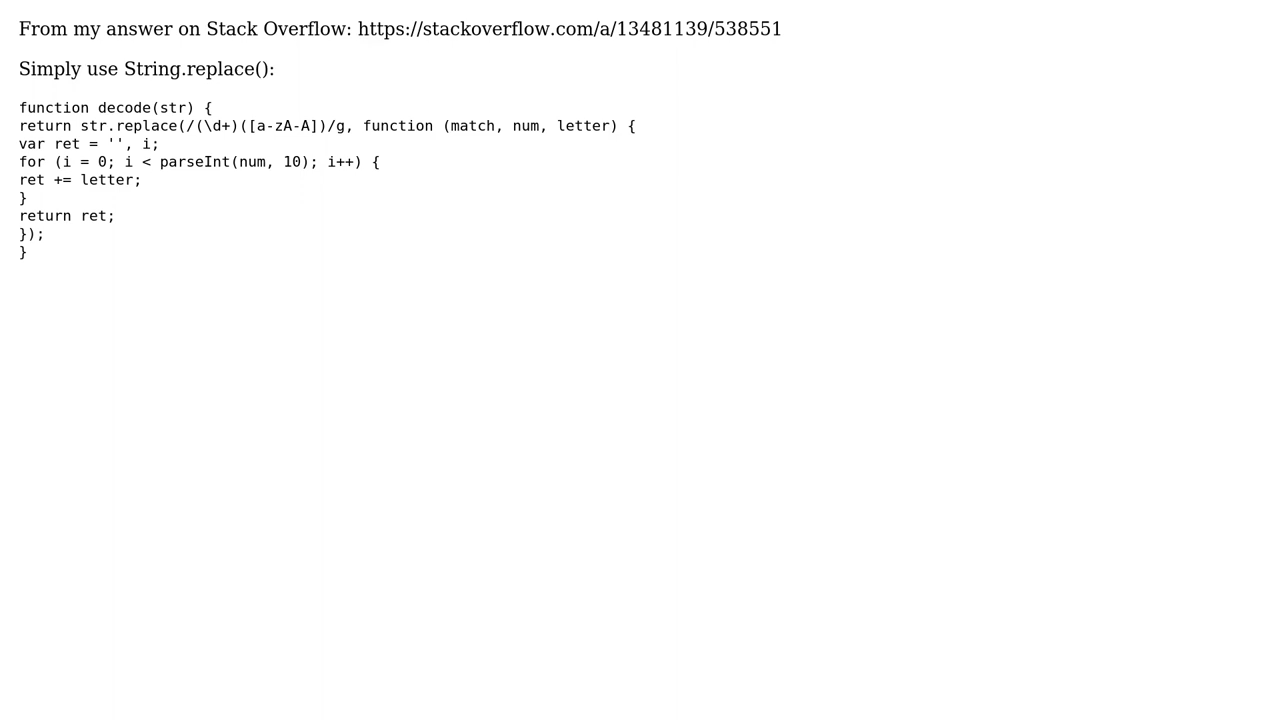 From my answer on Stack Overflow: https://stackoverflow.com/a/13481139/538551
Simply use String.replace():
function decode(str) {
return str.replace(/(\d+)([a-zA-A])/g, function (match, num, letter) {
var ret = '', i;
for (i = 0; i < parseInt(num, 10); i++) {
ret += letter;
}
return ret;
});
}